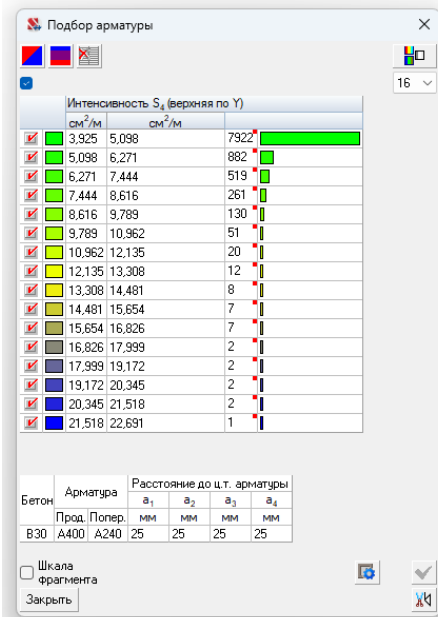 Подбор арматуры
16
Интенсивность S4 (верхняя по Y)
см2/м см2/м
3,925 5,098 7922
5,098 6,271 882
6,271 7,444 519
7,444 8,616 261
8,616 9,789 130
9,789 10,962 51
10,962 12,135 20
12,135 13,308 12
13,308 14,481 8
14,481 15,654 7
15,654 16,826 7
16,826 17,999 2
17,999 19,172 2
19,172 20,345 2
20,345 21,518 2
21,518 22,691 1
Бетон Арматура Расстояние до ц.т. арматуры
a1 a2 a3 a4
Прод. Попер. мм мм мм мм
B30 A400 A240 25 25 25 25
Шкала
фрагмента
Закрыть